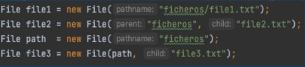 File file1 = new File( pathname: "ficheros/file1.txt");
File file2 = new File( parent: "ficheros", child: "file2.txt");
File path = new File( pathname: "ficheros");
File file3 = new File(path, child: "file3.txt");